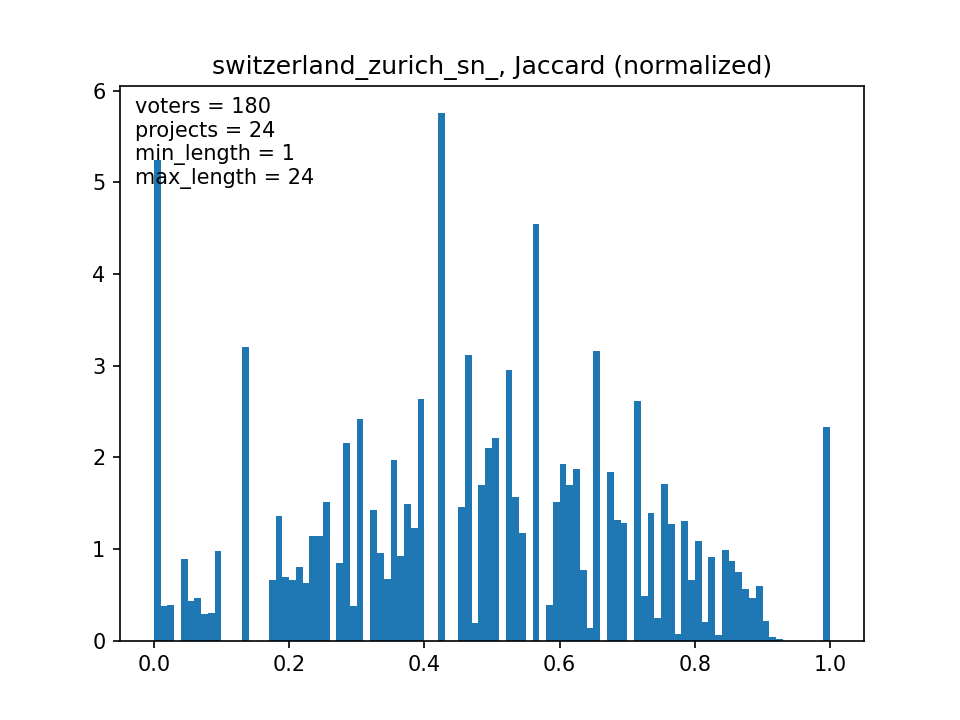 switzerland_zurich_sn_, Jaccard (normalized)
voters = 180
projects = 24
min_length = 1
max_length = 24
6
5
4
3
2
1
0
0.0 0.2 0.4 0.6 0.8 1.0